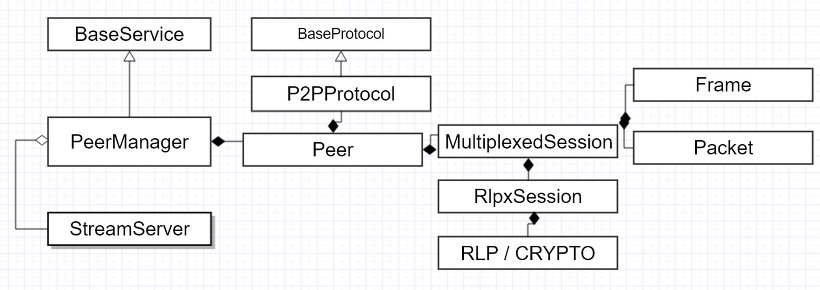 BaseService
BaseProtocol
P2PProtocol
Frame
PeerManager
Peer
MultiplexedSession
Packet
RlpxSession
StreamServer
RLP / CRYPTO